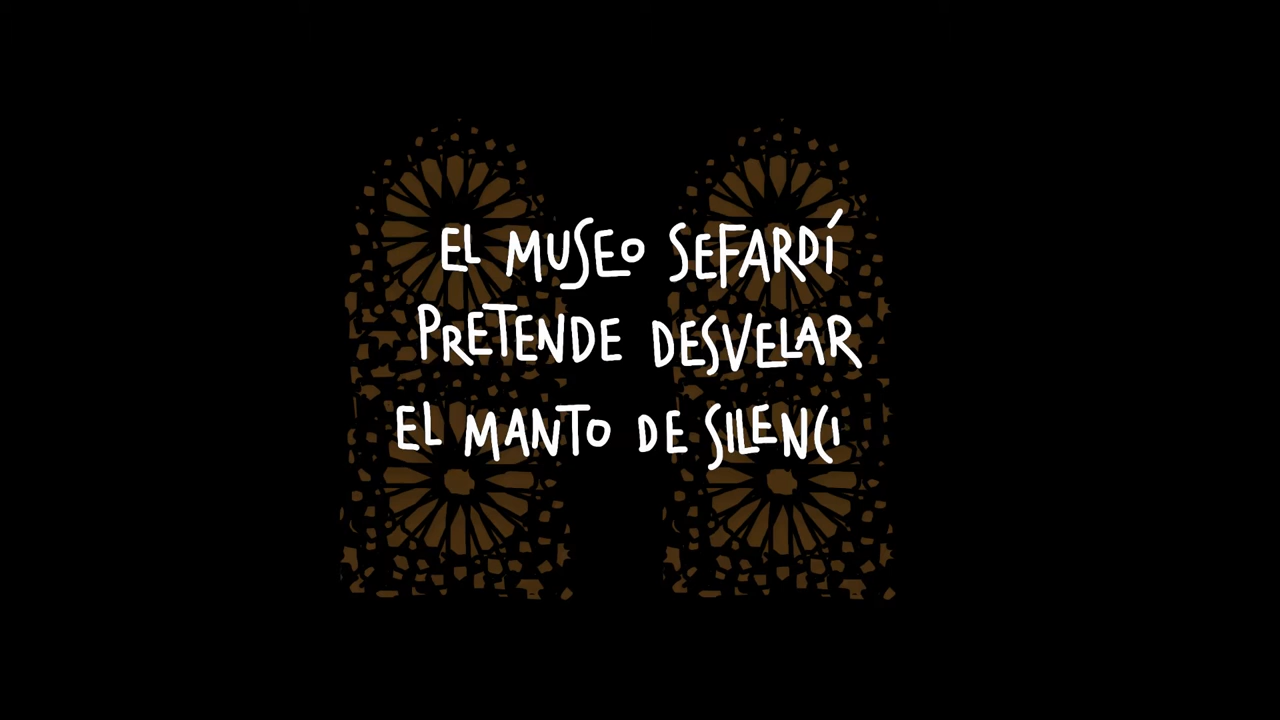 EL MUSEO SEFARDÍ
PRETENDE DESVELAR
EL MANTO DE SILENCI